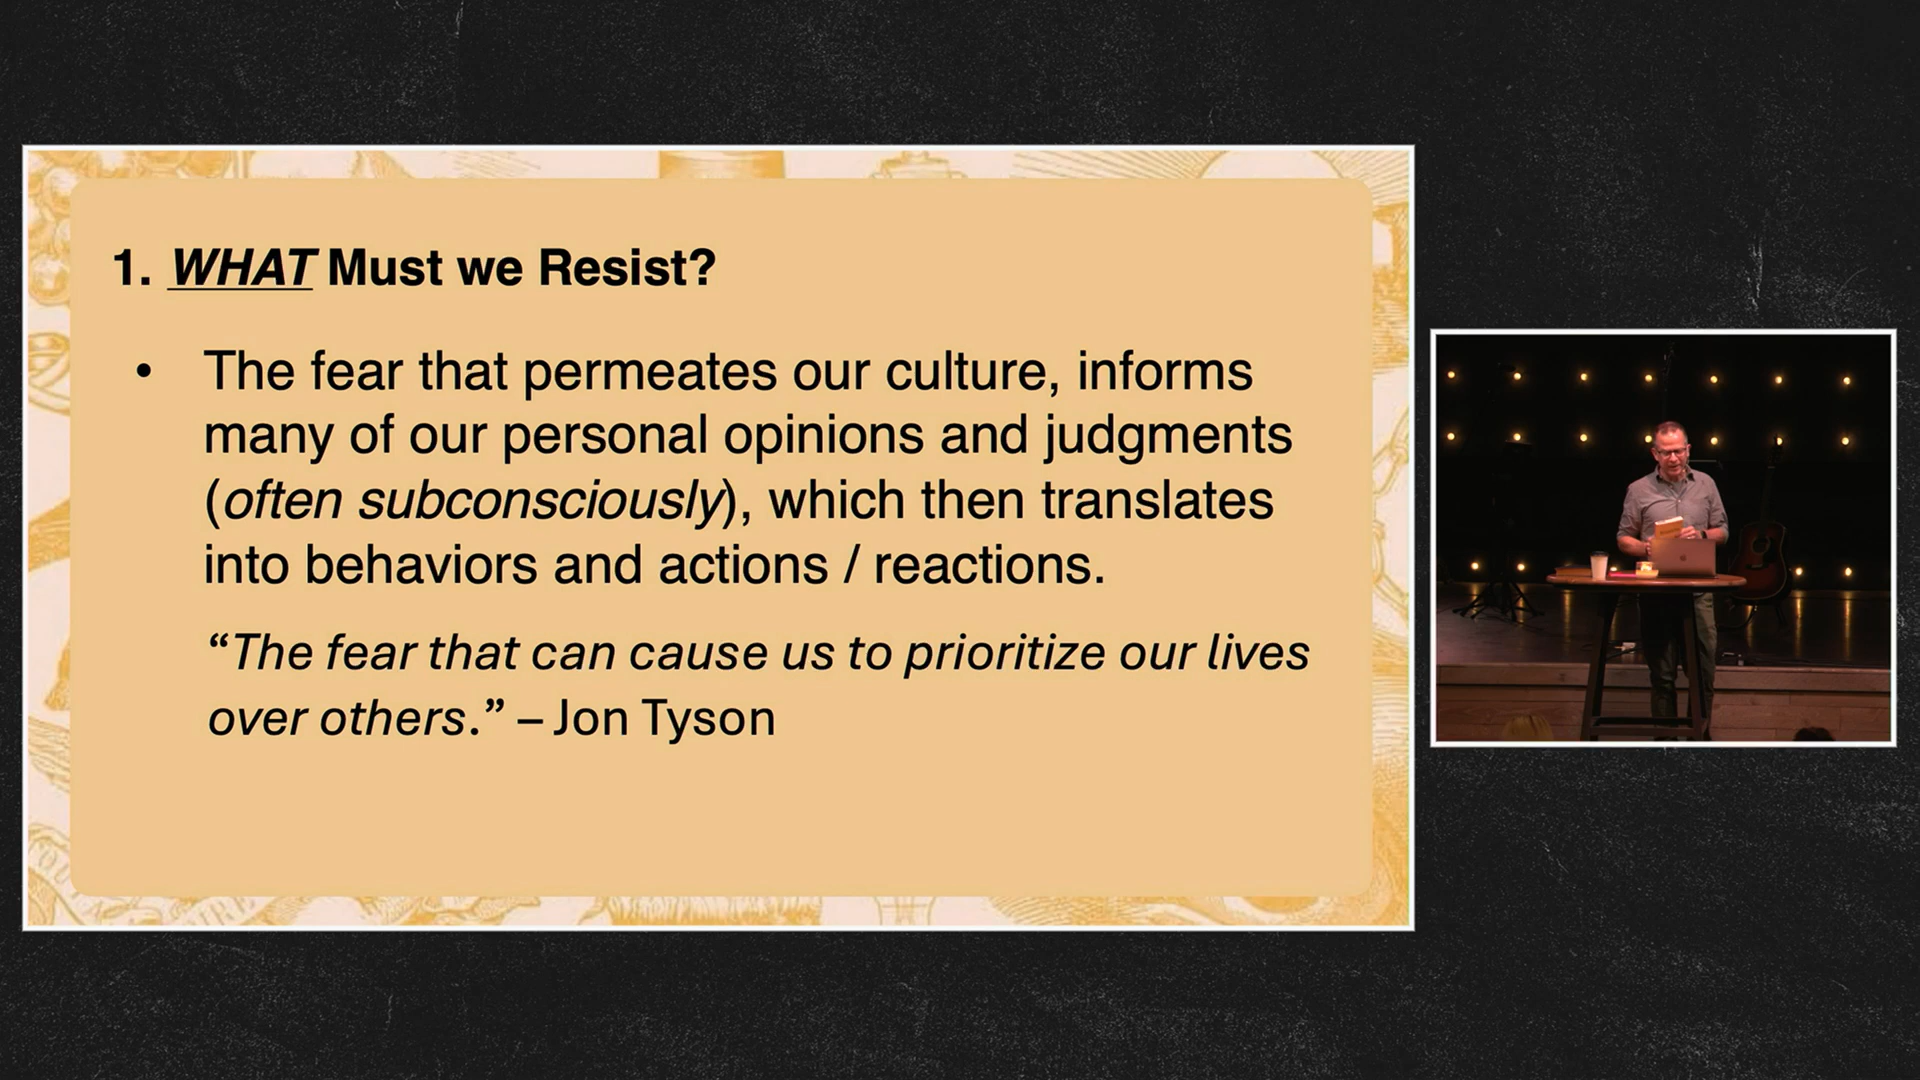 1. WHAT Must we Resist?
• The fear that permeates our culture, informs
many of our personal opinions and judgments
(often subconsciously), which then translates
into behaviors and actions / reactions.
“The fear that can cause us to prioritize our lives
over others.” – Jon Tyson